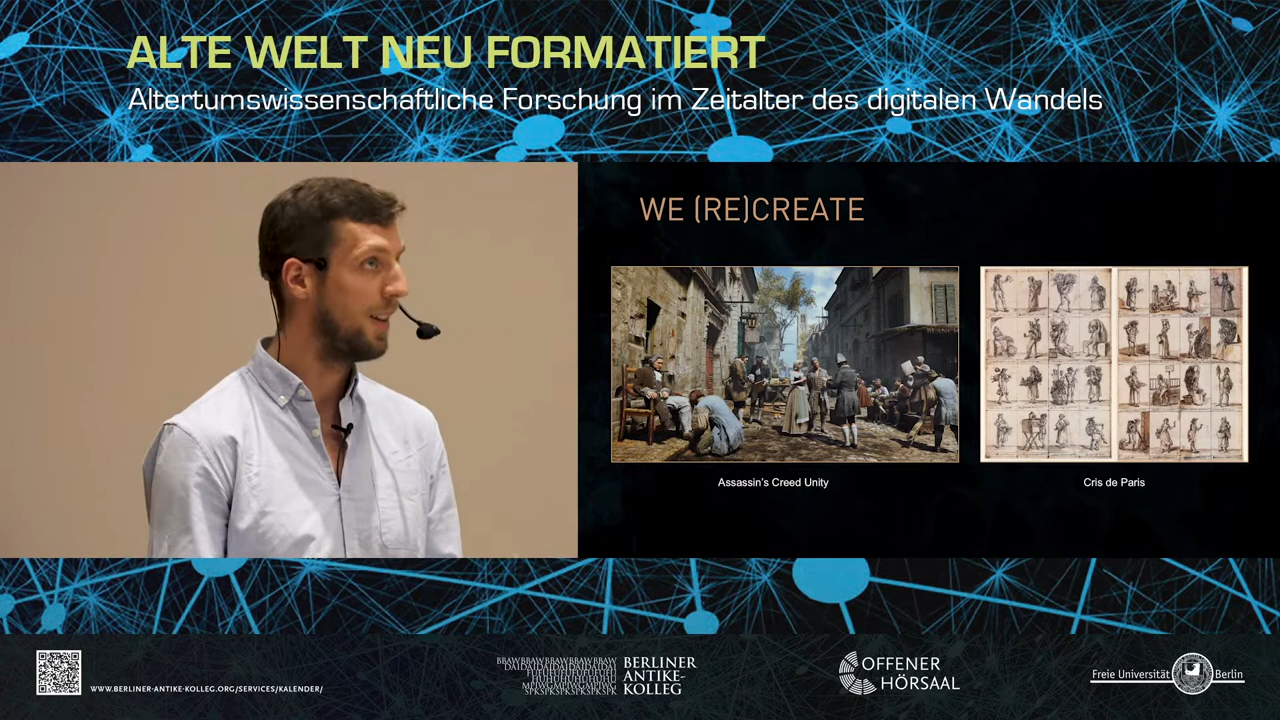 ALTE WELT NEU FORMATIERT
Altertumswissenschaftliche Forschung im Zeitalter des digitalen Wandels
WE (RE)CREATE
Assassin's Creed Unity
Cris de Paris
WWW.BERLINER-ANTIKE-KOLLEG.ORG/SERVICES/KALENDER/
BERLINER
ANTIKE-
KOLLEG
OFFENER
HÖRSAAL
Freie Universität Berlin